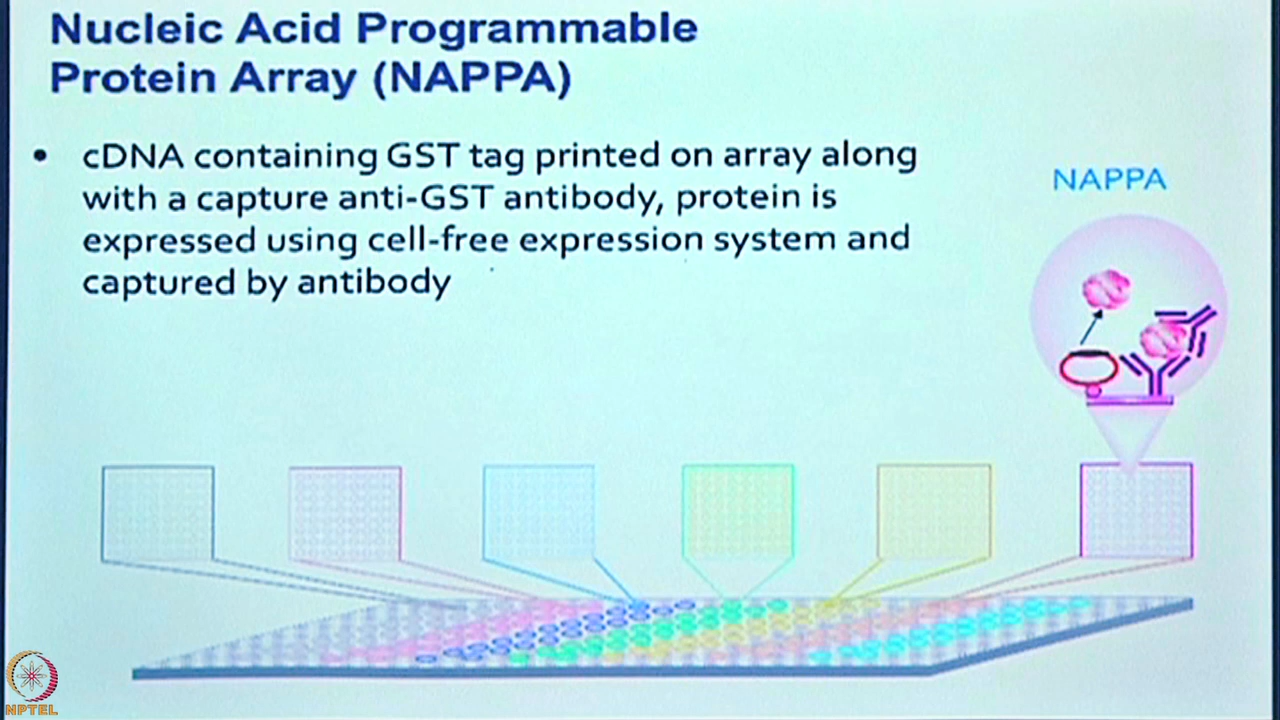 Nucleic Acid Programmable
Protein Array (NAPPA)
• cDNA containing GST tag printed on array along
with a capture anti-GST antibody, protein is
expressed using cell-free expression system and
captured by antibody
NAPPA
NPTEL